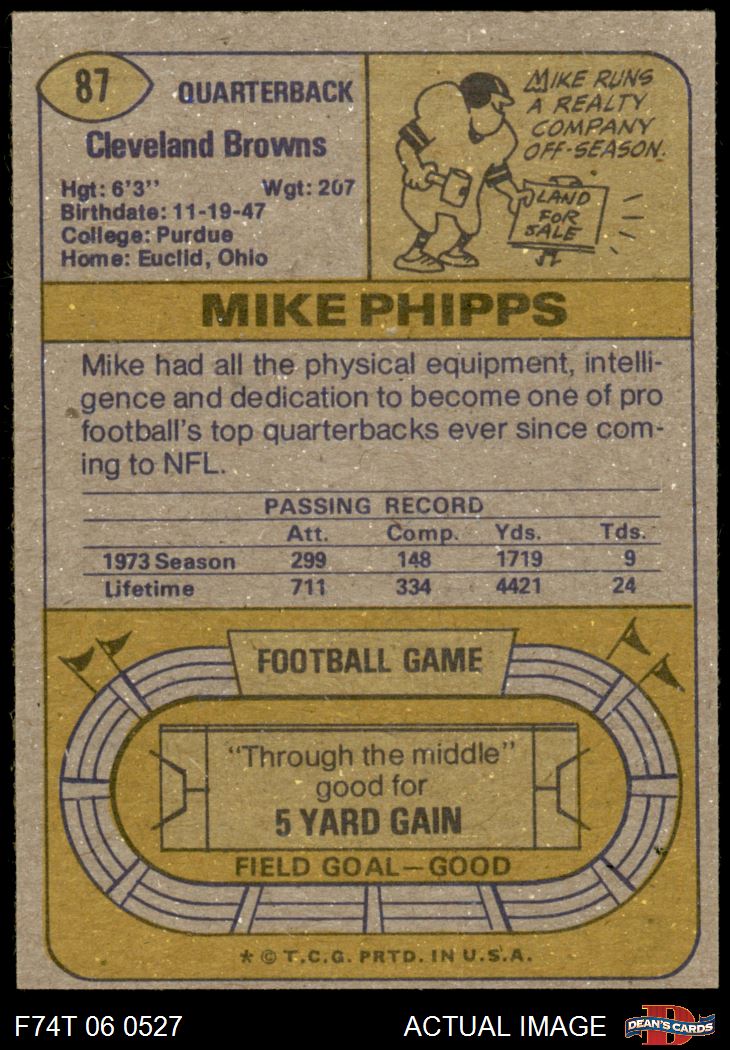 87
QUARTERBACK
Cleveland Browns
Hgt: 6'3" Wgt: 207
Birthdate: 11-19-47
College: Purdue
Home: Euclid, Ohio
MIKE RUNS
A REALTY
COMPANY
OFF-SEASON.
LAND
FOR
SALE
MIKE PHIPPS
Mike had all the physical equipment, intelli-
gence and dedication to become one of pro
football's top quarterbacks ever since com-
ing to NFL.
PASSING RECORD
Att. Comp. Yds. Tds.
1973 Season 299 148 1719 9
Lifetime 711 334 4421 24
FOOTBALL GAME
"Through the middle"
good for
5 YARD GAIN
FIELD GOAL—GOOD
* © T.C.G. PRTD. IN U.S.A.
F74T 06 0527 ACTUAL IMAGE
D
DEAN'S CARDS